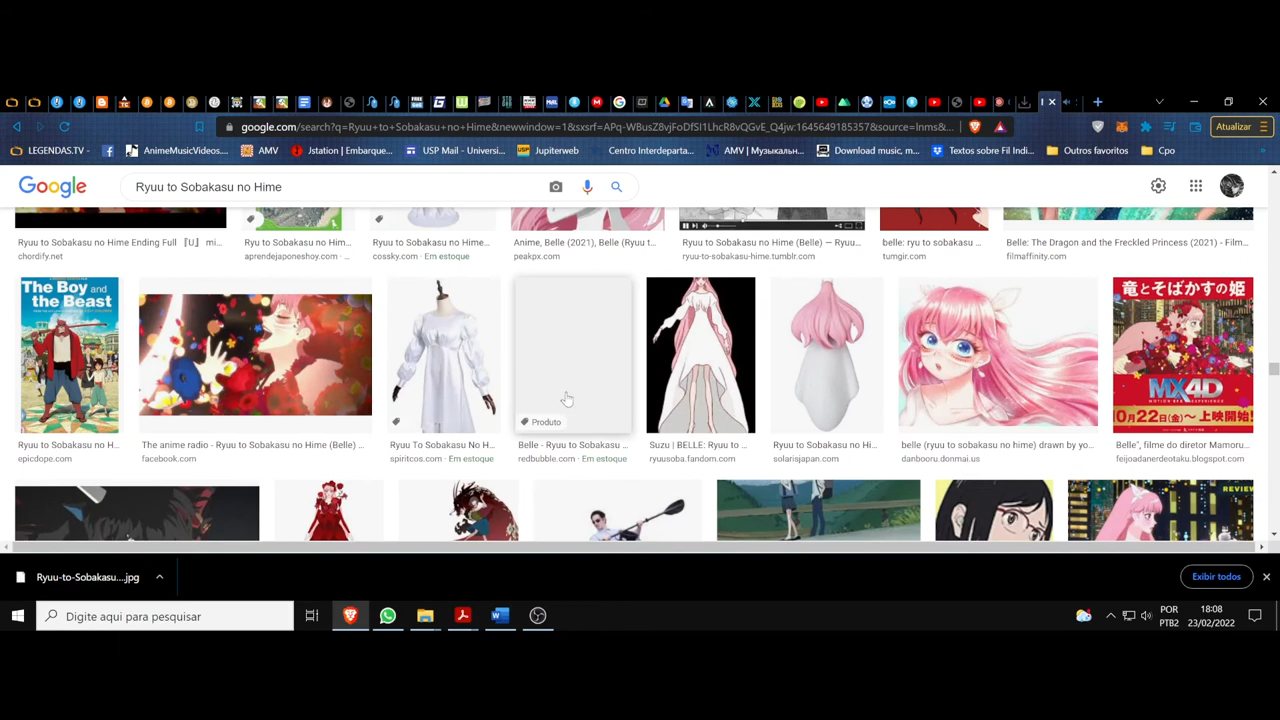 google.com/search?q=Ryuu+to+Sobakasu+no+Hime&newwindow=1&sxsrf=APq-WBusZ8vjFoDfSI1LhcR8vQGvE_Q4jw:1645649185357&source=lnms&...
Atualizar
LEGENDAS.TV
AnimeMusicVideos...
AMV
Jstation | Embarque...
USP Mail - Universi...
Jupiterweb
Centro Interdeparta...
AMV | Музыкальн...
Download music, m...
Textos sobre Fil Indi...
Outros favoritos
Cpo
Google
Ryuu to Sobakasu no Hime
Ryuu to Sobakasu no Hime Ending Full 『U』 mi...
chordify.net
Ryu to Sobakasu no Him...
aprendejaponeshoy.com · ...
Ryuu to Sobakasu no Hime...
cossky.com · Em estoque
Anime, Belle (2021), Belle (Ryuu t...
peakpx.com
Ryuu to Sobakasu no Hime (Belle) — Ryuu...
ryuu-to-sobakasu-hime.tumblr.com
belle: ryu to sobakasu ...
tumgir.com
Belle: The Dragon and the Freckled Princess (2021) - Film...
filmaffinity.com
The Boy and
the Beast
Produto
竜とそばかすの姫
MX4D
10月22日(金)~上映開始!
Ryuu to Sobakasu no H...
epicdope.com
The anime radio - Ryuu to Sobakasu no Hime (Belle) ...
facebook.com
Ryuu To Sobakasu No H...
spiritcos.com · Em estoque
Belle - Ryuu to Sobakasu ...
redbubble.com · Em estoque
Suzu | BELLE: Ryuu to ...
ryuusoba.fandom.com
Ryuu to Sobakasu no Hi...
solarisjapan.com
belle (ryuu to sobakasu no hime) drawn by yo...
danbooru.donmai.us
Belle", filme do diretor Mamoru...
feijoadanerdeotaku.blogspot.com
Ryuu-to-Sobakasu....jpg
Exibir todos
Digite aqui para pesquisar
POR
PTB2
18:08
23/02/2022